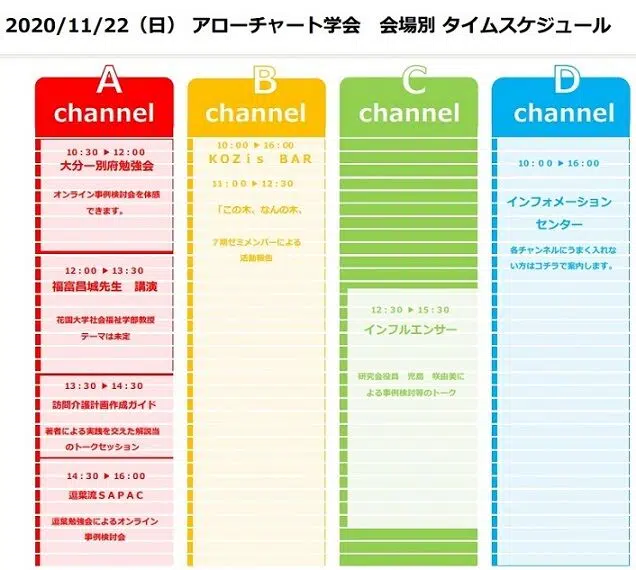 2020/11/22（日） アローチャート学会　会場別 タイムスケジュール
A
channel
10：30 ▶ 12：00
大分ー別府勉強会
オンライン事例検討会を体感
できます。
12：00 ▶ 13：30
福富昌城先生　講演
花園大学社会福祉学部教授
テーマは未定
13：30 ▶ 14：30
訪問介護計画作成ガイド
著者による実践を交えた解説当
のトークセッション
14：30 ▶ 16：00
逗葉流ＳＡＰＡＣ
逗葉勉強会によるオンライン
事例検討会
B
channel
10：00 ▶ 16：00
ＫＯＺｉｓ　ＢＡＲ
11：00 ▶ 12：30
「この木、なんの木、
７期ゼミメンバーによる
活動報告
C
channel
12：30 ▶ 15：30
インフルエンサー
研究会役員　児島　咲由美に
よる事例検討等のトーク
D
channel
10：00 ▶ 16：00
インフォメーション
センター
各チャンネルにうまく入れな
い方はコチラで案内します。